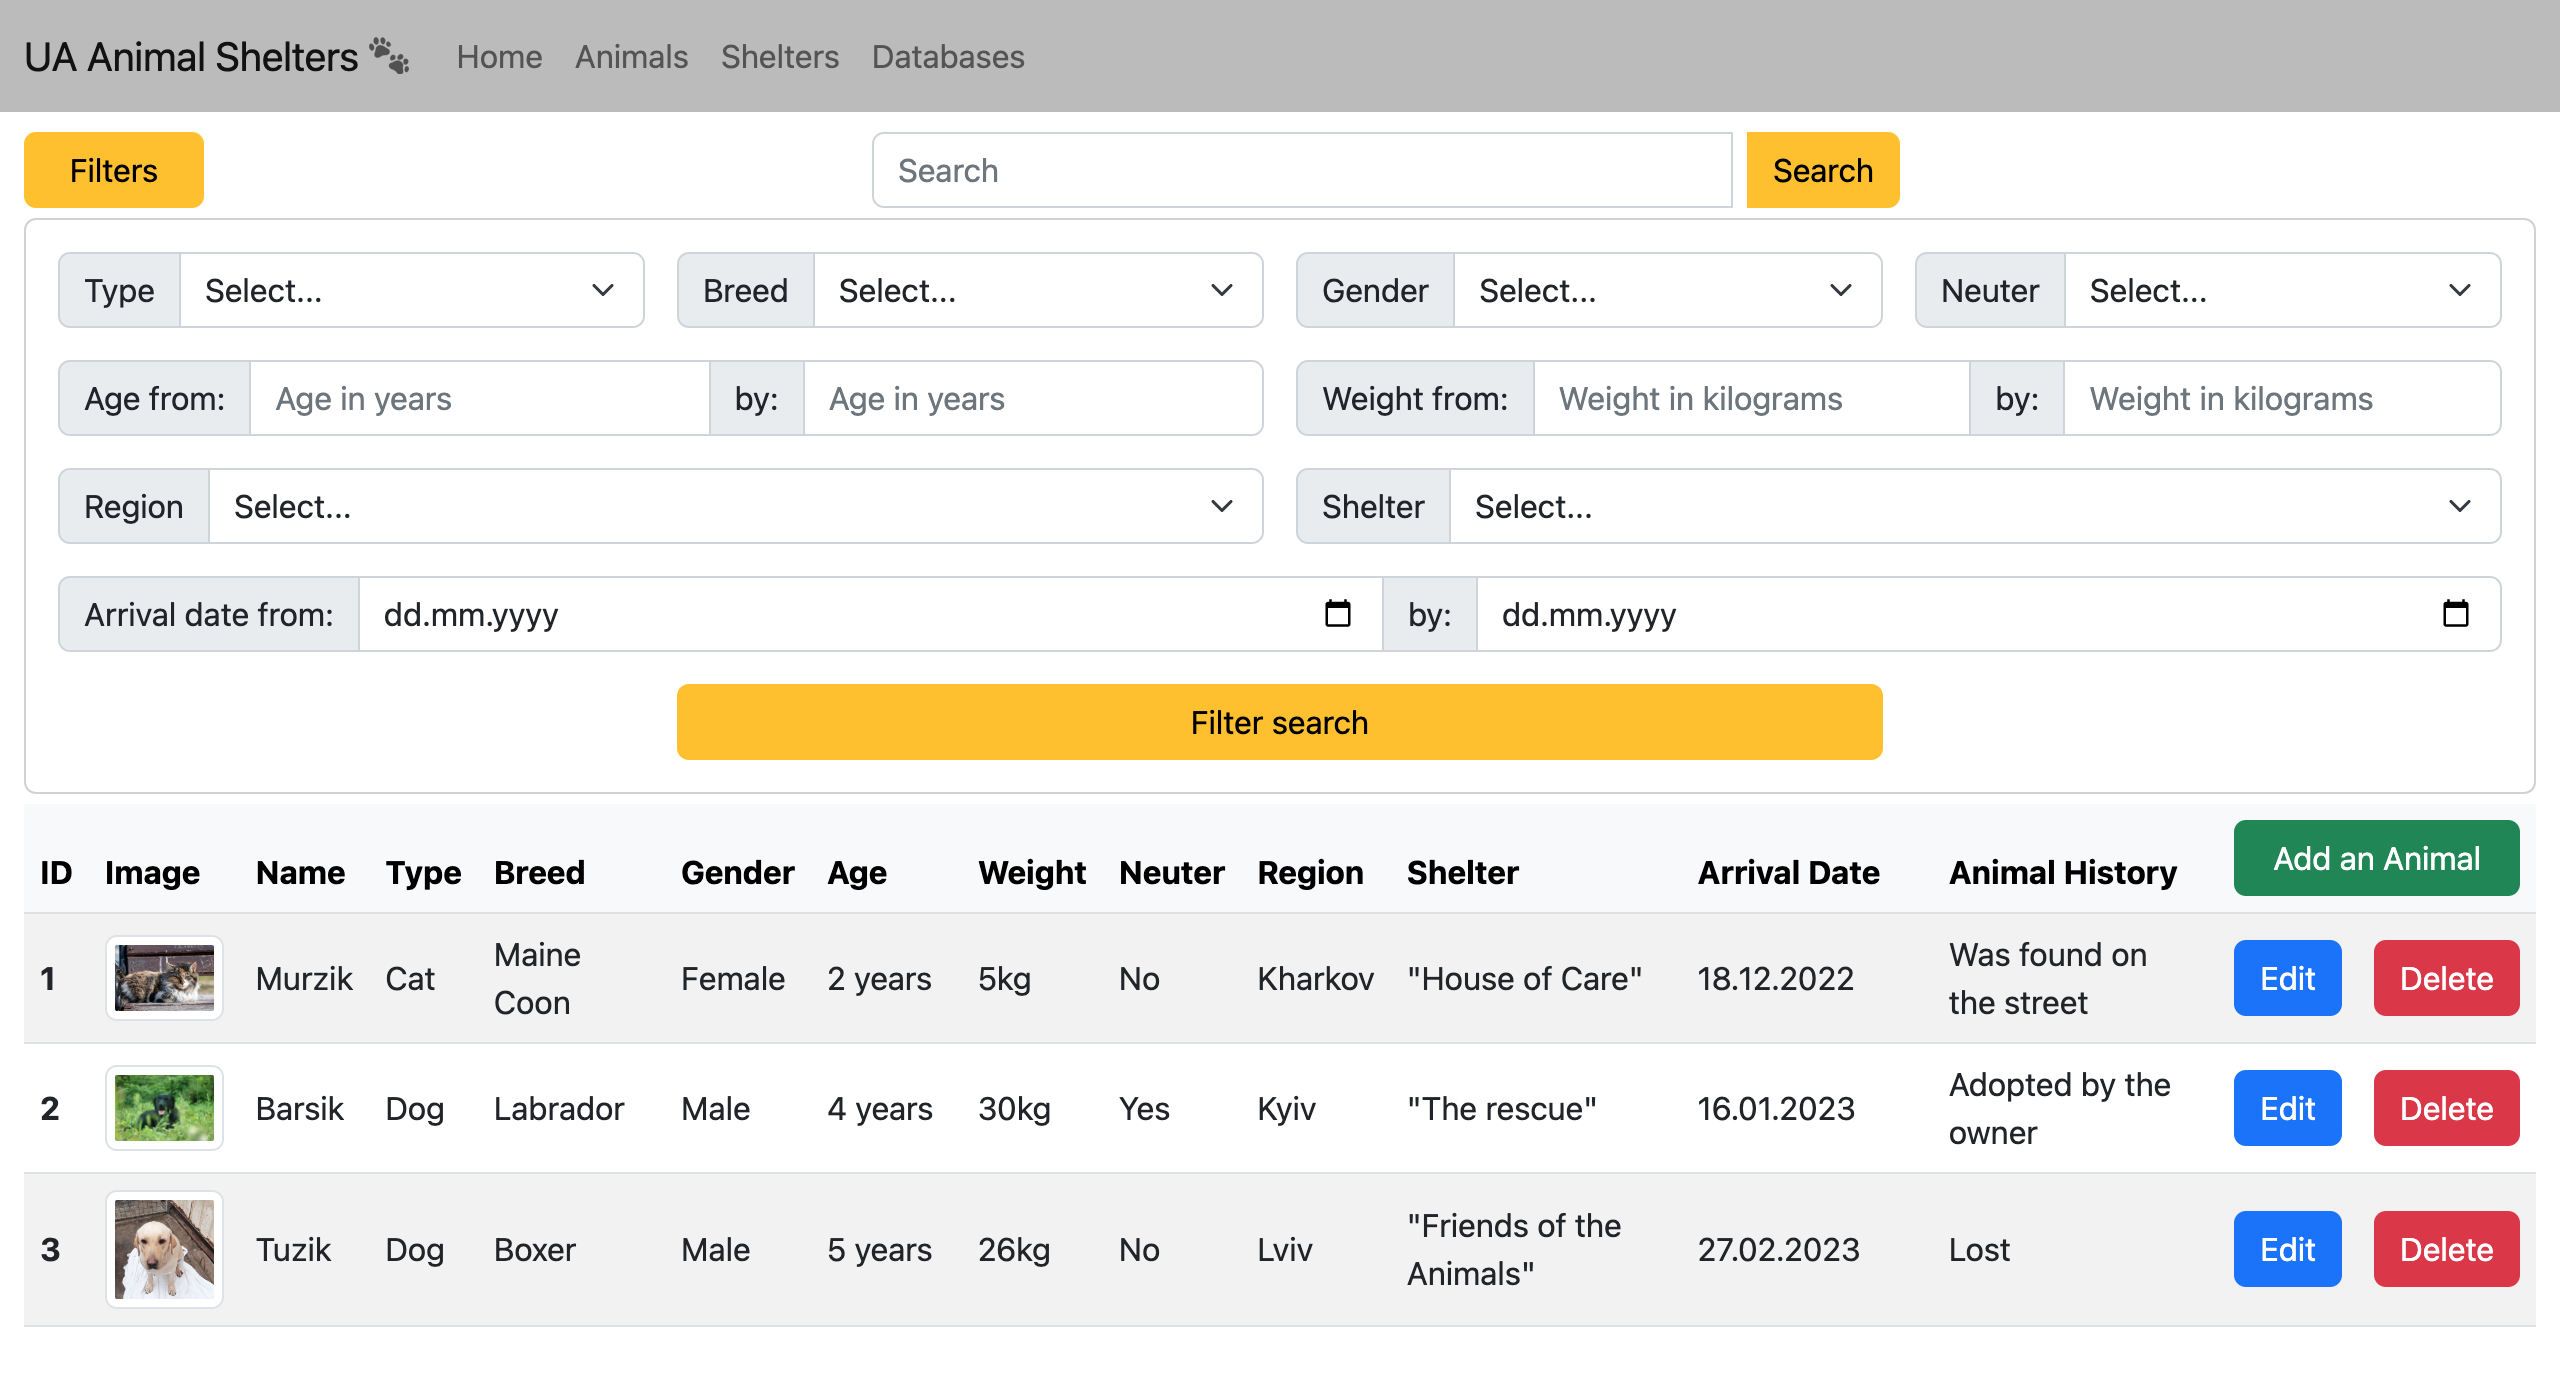 UA Animal Shelters Home Animals Shelters Databases
Filters Search Search
Type Select... Breed Select... Gender Select... Neuter Select...
Age from: Age in years by: Age in years Weight from: Weight in kilograms by: Weight in kilograms
Region Select... Shelter Select...
Arrival date from: dd.mm.yyyy by: dd.mm.yyyy
Filter search
ID Image Name Type Breed Gender Age Weight Neuter Region Shelter Arrival Date Animal History Add an Animal
1 Murzik Cat Maine Coon Female 2 years 5kg No Kharkov "House of Care" 18.12.2022 Was found on the street Edit Delete
2 Barsik Dog Labrador Male 4 years 30kg Yes Kyiv "The rescue" 16.01.2023 Adopted by the owner Edit Delete
3 Tuzik Dog Boxer Male 5 years 26kg No Lviv "Friends of the Animals" 27.02.2023 Lost Edit Delete